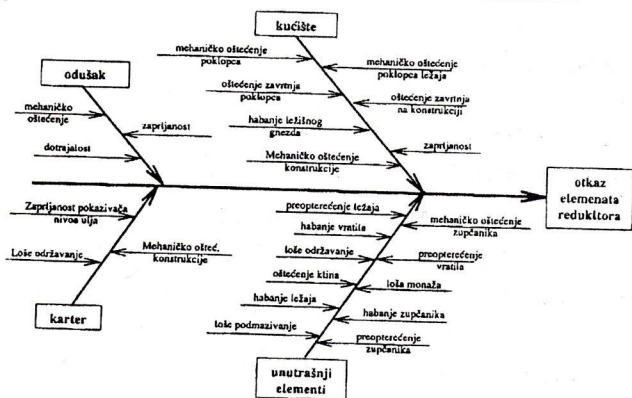 kućište
mehaničko oštećenje
poklopca
mehaničko oštećenje
poklopca ležaja
odušak
oštećenje zavrtnja
poklopca
oštećenje zavrtnja
na konstrukciji
mehaničko
oštećenje
zaprljanost
habanje ležišnog
gnezda
dotrajalost
zaprljanost
Mehaničko oštećenje
konstrukcije
otkaz
elemenata
reduktora
Zaprljanost pokazivača
nivoa ulja
preopterećenje ležaja
mehaničko oštećenje
zupčanika
habanje vratila
Loše održavanje
Mehaničko ošteć.
konstrukcije
loše održavanje
preopterećenje
vratila
oštećenje klina
loša monaža
habanje ležaja
habanje zupčanika
karter
loše podmazivanje
preopterećenje
zupčanika
unutrašnji
elementi